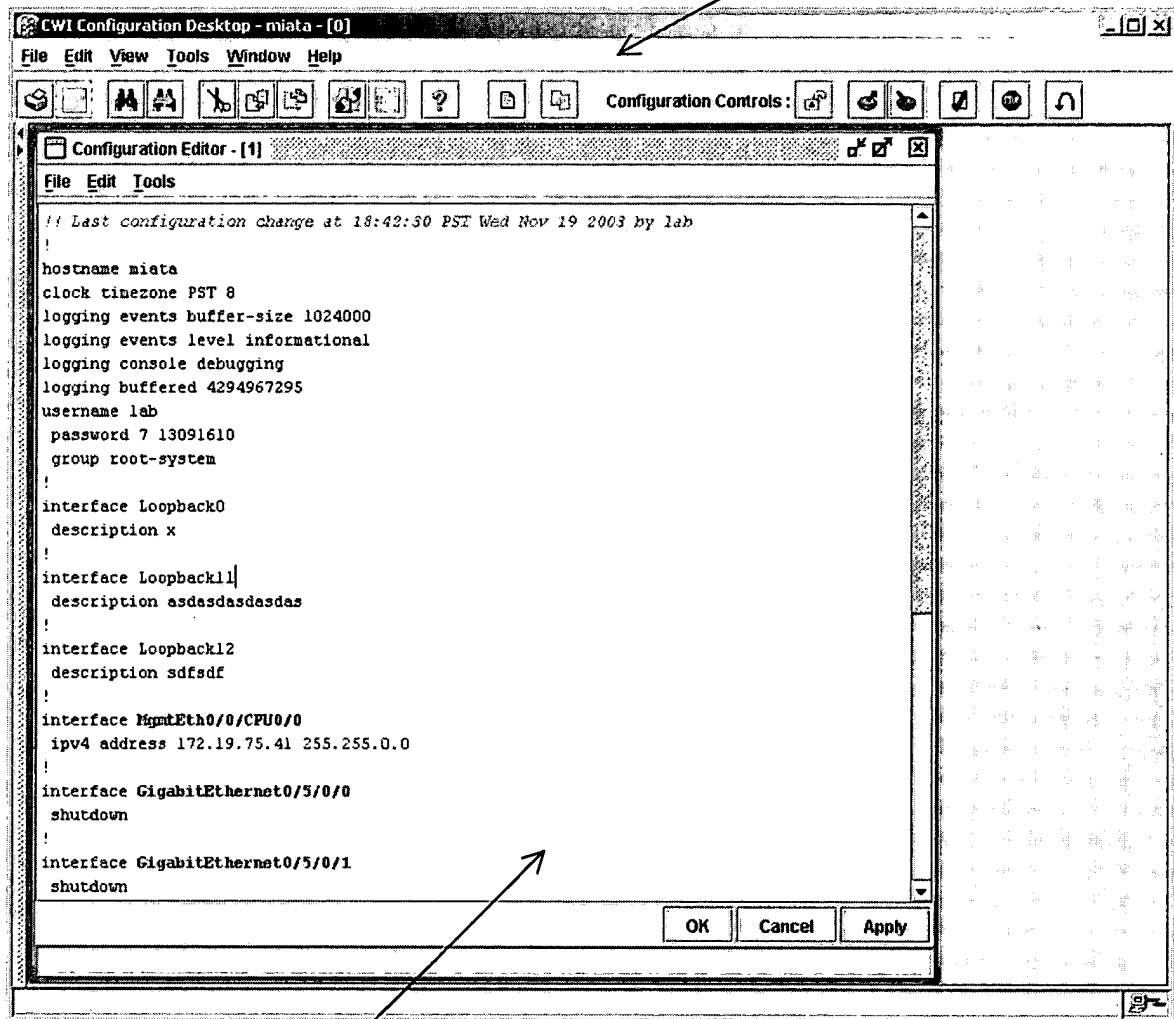 CWI Configuration Desktop - miata - [0]
File Edit View Tools Window Help
Configuration Controls :
Configuration Editor - [1]
File Edit Tools
!! Last configuration change at 18:42:30 PST Wed Nov 19 2003 by lab
!
hostname miata
clock timezone PST 8
logging events buffer-size 1024000
logging events level informational
logging console debugging
logging buffered 4294967295
username lab
password 7 13091610
group root-system
!
interface Loopback0
description x
!
interface Loopback11
description asdasdasdasdas
!
interface Loopback12
description sdfsdf
!
interface MgmtEth0/0/CPU0/0
ipv4 address 172.19.75.41 255.255.0.0
!
interface GigabitEthernet0/5/0/0
shutdown
!
interface GigabitEthernet0/5/0/1
shutdown
OK Cancel Apply